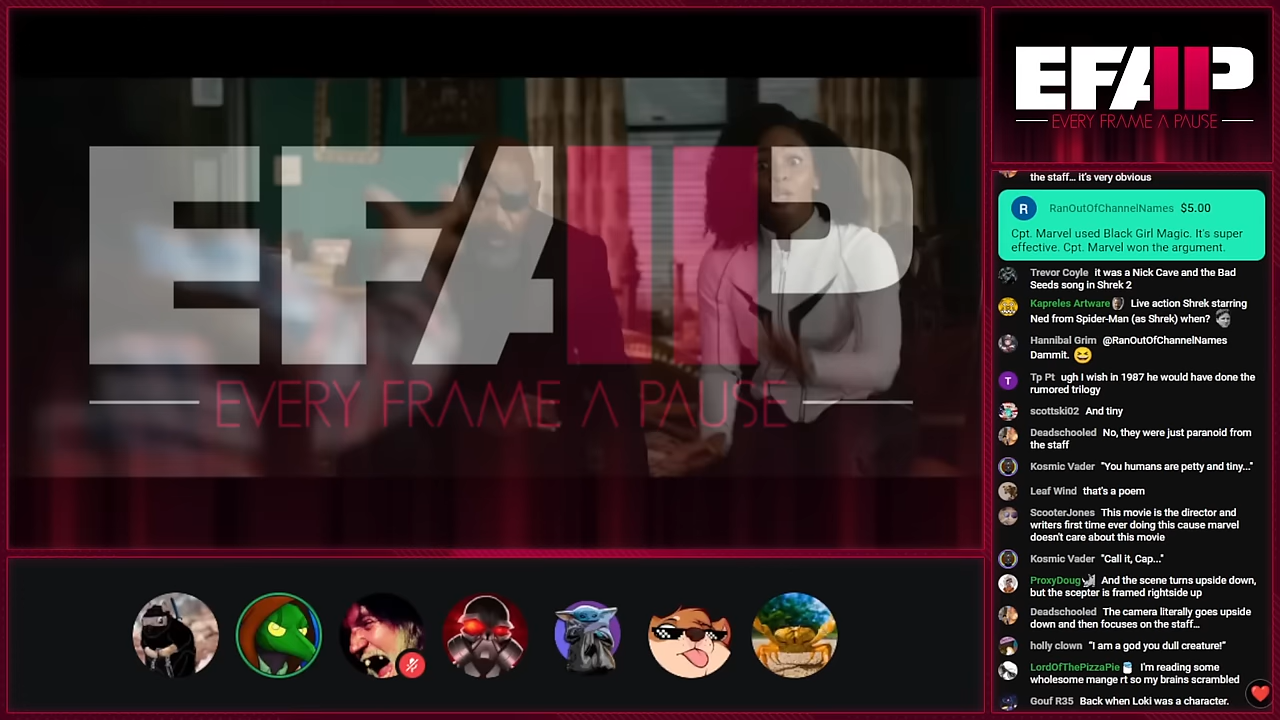 EFAP
EVERY FRAME A PAUSE
EFAP
EVERY FRAME A PAUSE
the staff… it's very obvious
R RanOutOfChannelNames $5.00
Cpt. Marvel used Black Girl Magic. It's super
effective. Cpt. Marvel won the argument.
Trevor Coyle it was a Nick Cave and the Bad
Seeds song in Shrek 2
Kapreles Artware Live action Shrek starring
Ned from Spider-Man (as Shrek) when?
Hannibal Grim @RanOutOfChannelNames
Dammit. 😆
T Tp Pt ugh I wish in 1987 he would have done the
rumored trilogy
scottski02 And tiny
Deadschooled No, they were just paranoid from
the staff
Kosmic Vader "You humans are petty and tiny..."
Leaf Wind that's a poem
ScooterJones This movie is the director and
writers first time ever doing this cause marvel
doesn't care about this movie
Kosmic Vader "Call it, Cap..."
ProxyDoug And the scene turns upside down,
but the scepter is framed rightside up
Deadschooled The camera literally goes upside
down and then focuses on the staff…
holly clown "I am a god you dull creature!"
LordOfThePizzaPie I'm reading some
wholesome mange rt so my brains scrambled
Gouf R35 Back when Loki was a character.